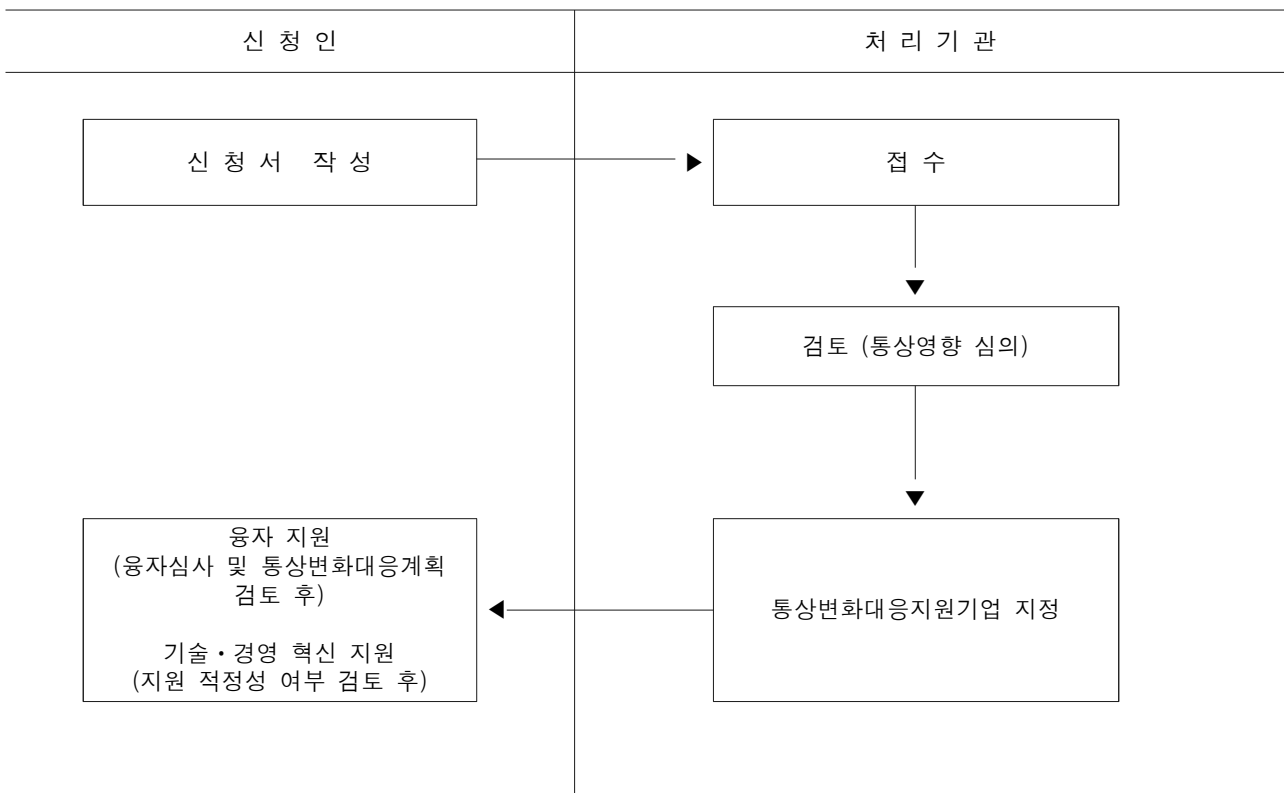 신 청 인
처 리 기 관
신 청 서 작 성
접 수
검토 (통상영향 심의)
통상변화대응지원기업 지정
융자 지원
(융자심사 및 통상변화대응계획
검토 후)
기술・경영 혁신 지원
(지원 적정성 여부 검토 후)